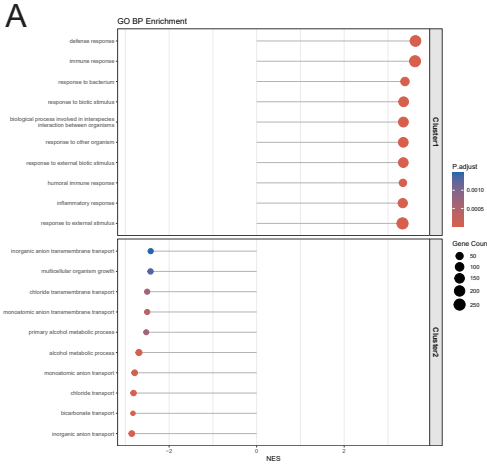 A
GO BP Enrichment
defense response
immune response
response to bacterium
response to biotic stimulus
biological process involved in interspecies
interaction between organisms
response to other organism
response to external biotic stimulus
humoral immune response
inflammatory response
response to external stimulus
Cluster1
inorganic anion transmembrane transport
multicellular organism growth
chloride transmembrane transport
monoatomic anion transmembrane transport
primary alcohol metabolic process
alcohol metabolic process
monoatomic anion transport
chloride transport
bicarbonate transport
inorganic anion transport
Cluster2
−2
0
2
NES
P.adjust
0.0010
0.0005
Gene Coun
50
100
150
200
250